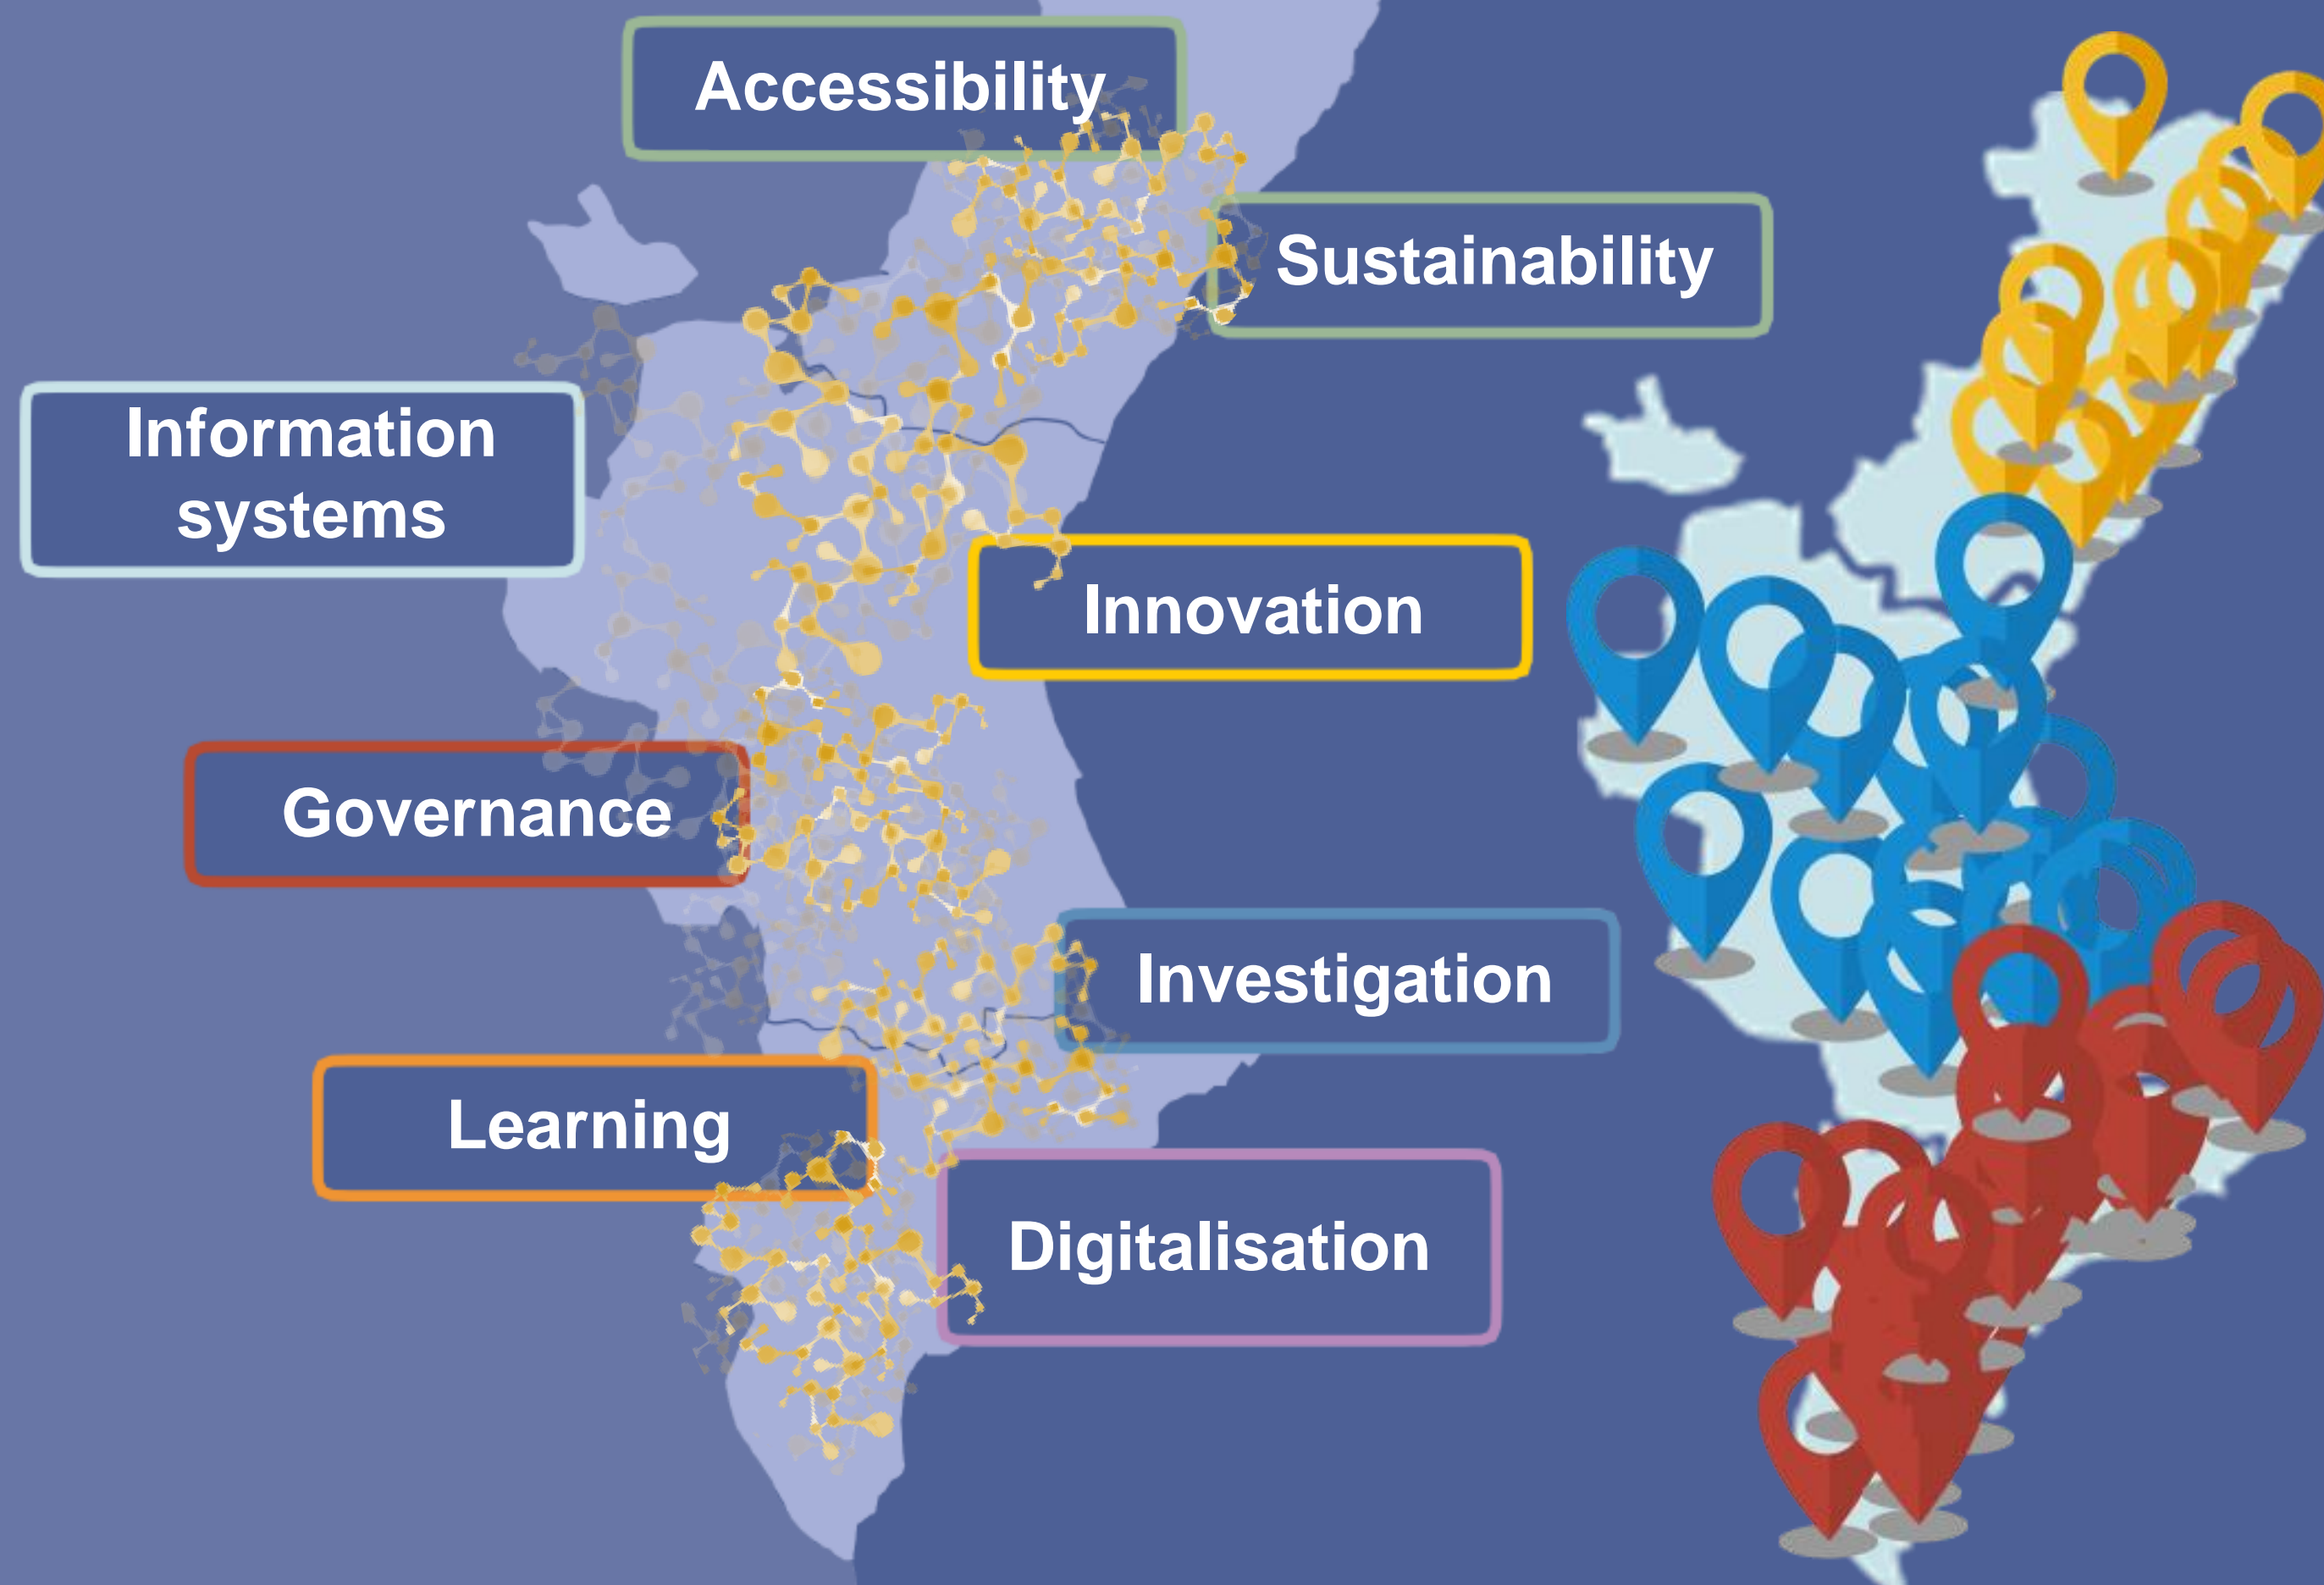 Accessibility
Sustainability
Information
systems
Innovation
Governance
Investigation
Learning
Digitalisation